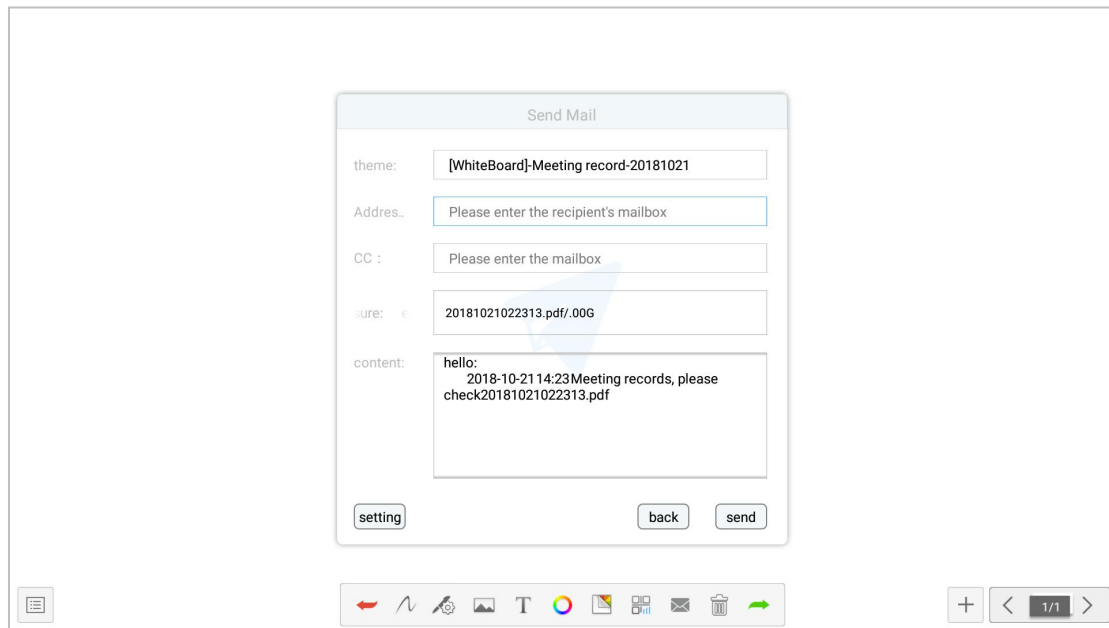 Send Mail
theme: [WhiteBoard]-Meeting record-20181021
Addres.. Please enter the recipient's mailbox
CC : Please enter the mailbox
sure: e 20181021022313.pdf/.00G
content: hello:
2018-10-2114:23Meeting records, please
check20181021022313.pdf
setting back send
T
1/1